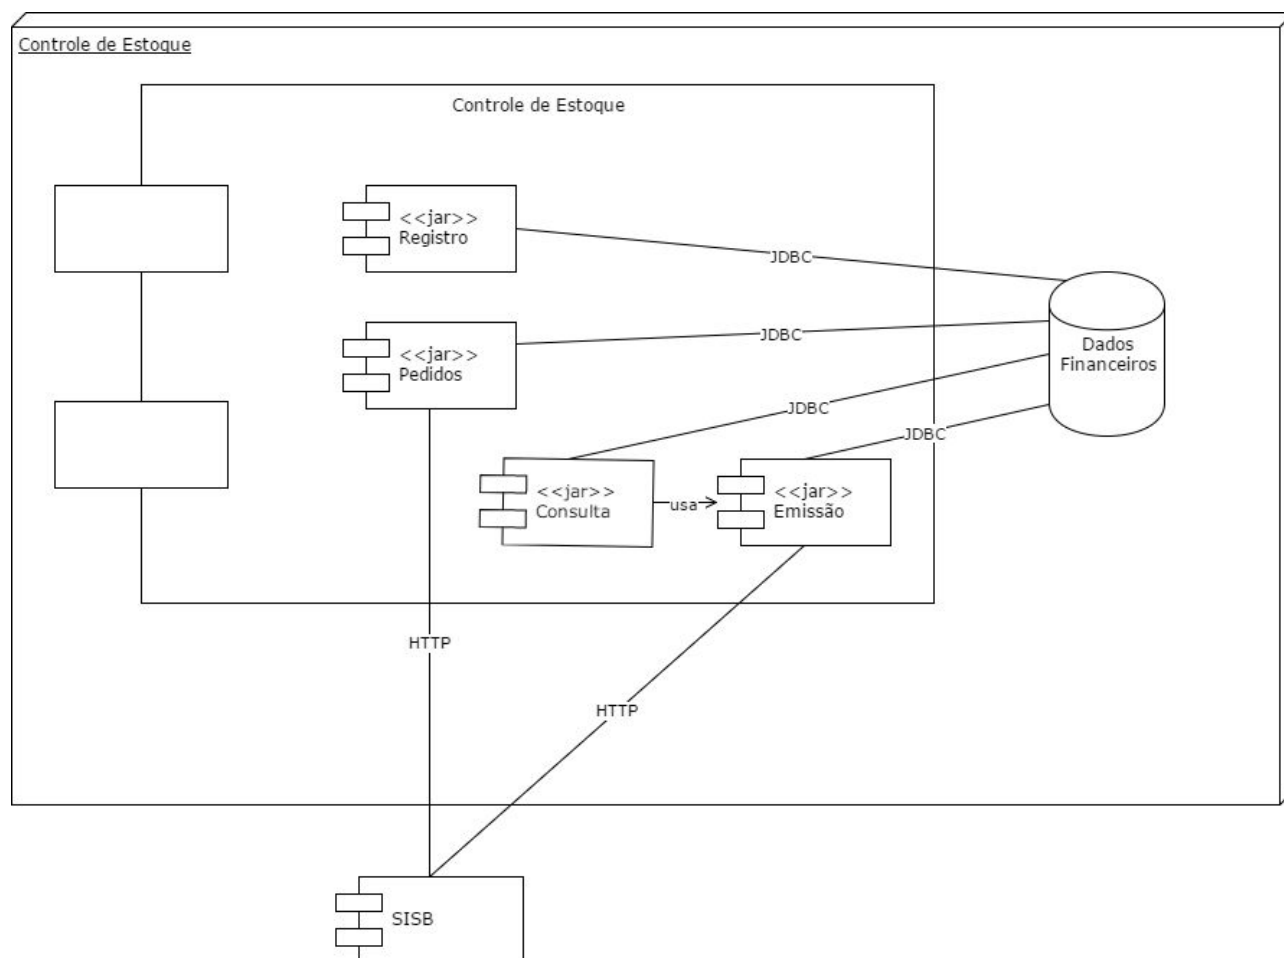 Controle de Estoque
Controle de Estoque
<<jar>>
Registro
JDBC
<<jar>>
Pedidos
JDBC
Dados
Financeiros
JDBC
JDBC
<<jar>>
Consulta
usa
<<jar>>
Emissão
HTTP
HTTP
SISB